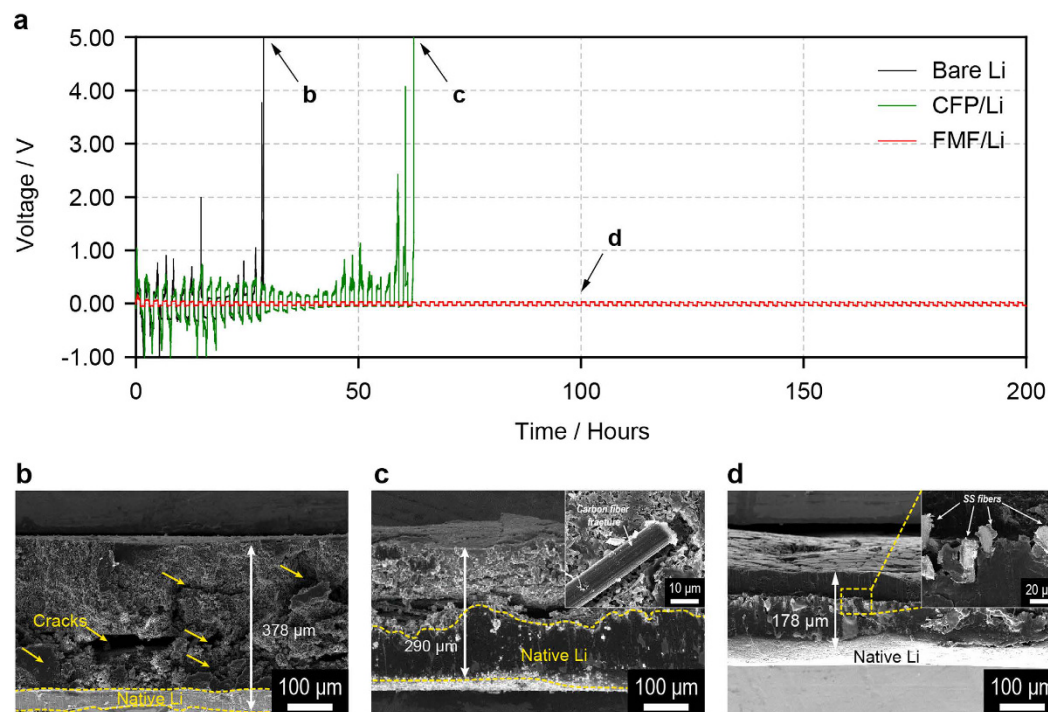 a
5.00
4.00
3.00
2.00
1.00
0.00
-1.00
Voltage / V
b
c
d
Bare Li
CFP/Li
FMF/Li
0
50
100
150
200
Time / Hours
b
Cracks
378 μm
Native Li
100 μm
c
Carbon fiber
fracture
10 μm
290 μm
Native Li
100 μm
d
SS fibers
20 μm
178 μm
Native Li
100 μm